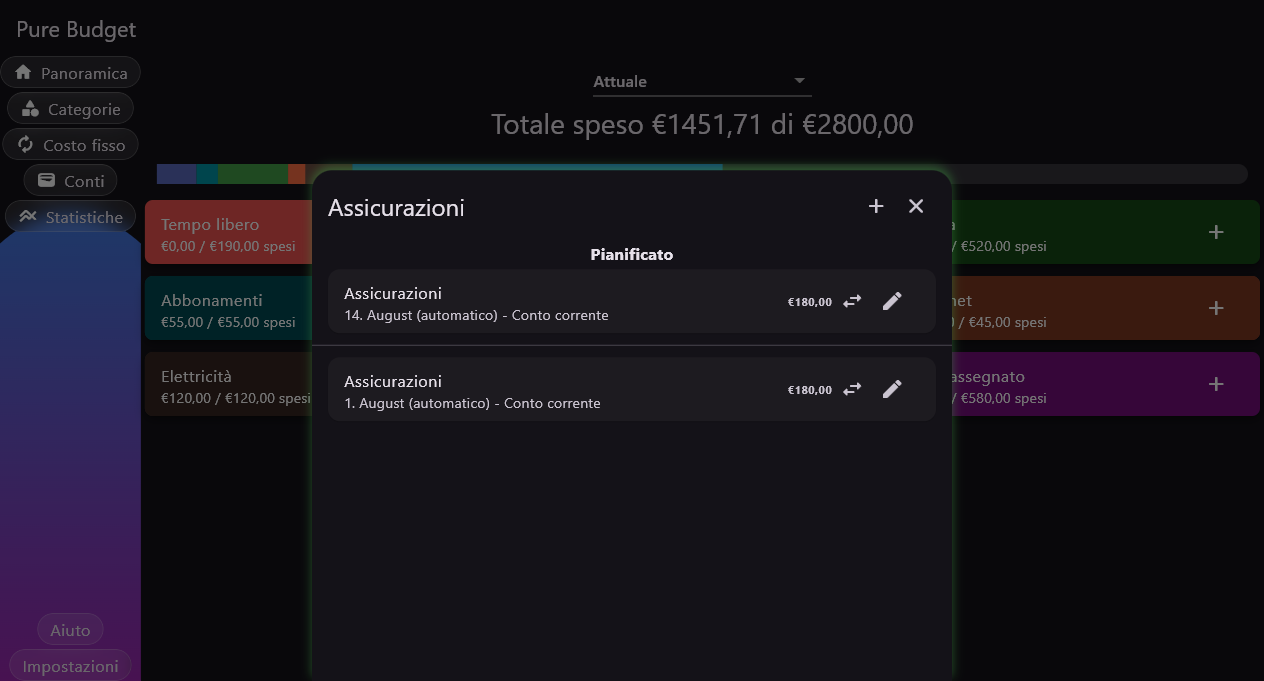 Pure Budget
Panoramica
Categorie
Costo fisso
Conti
Statistiche
Aiuto
Impostazioni
Attuale
Totale speso €1451,71 di €2800,00
Tempo libero
€0,00 / €190,00 spesi
Abbonamenti
€55,00 / €55,00 spesi
Elettricità
€120,00 / €120,00 spesi
Assicurazioni
Pianificato
Assicurazioni
14. August (automatico) - Conto corrente
€180,00
Assicurazioni
1. August (automatico) - Conto corrente
€180,00
/ €520,00 spesi
/ €45,00 spesi
assegnato
/ €580,00 spesi